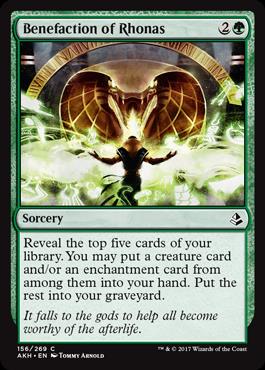 Benefaction of Rhonas 2
Sorcery
Reveal the top five cards of your
library. You may put a creature card
and/or an enchantment card from
among them into your hand. Put the
rest into your graveyard.
It falls to the gods to help all become
worthy of the afterlife.
156/269 C
AKH • EN TOMMY ARNOLD
™ & © 2017 Wizards of the Coast